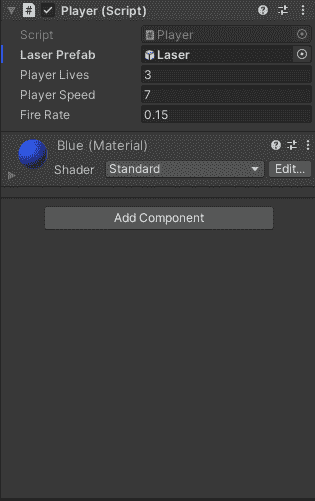 Player (Script)
Script Player
Laser Prefab Laser
Player Lives 3
Player Speed 7
Fire Rate 0.15
Blue (Material)
Shader Standard Edit...
Add Component